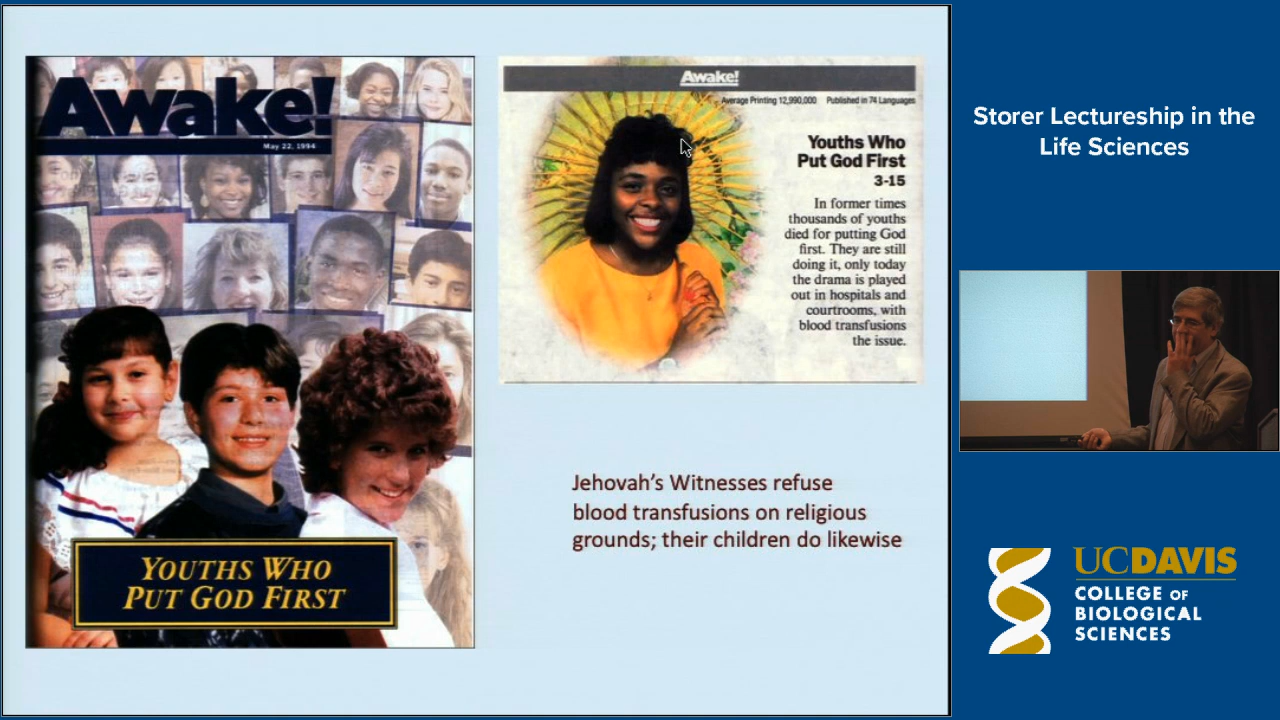 Awake!
May 22, 1994
YOUTHS WHO
PUT GOD FIRST
Awake!
Average Printing 12,990,000 Published in 74 Languages
Youths Who
Put God First
3-15
In former times
thousands of youths
died for putting God
first. They are still
doing it, only today
the drama is played
out in hospitals and
courtrooms, with
blood transfusions
the issue.
Jehovah's Witnesses refuse
blood transfusions on religious
grounds; their children do likewise
Storer Lectureship in the
Life Sciences
UCDAVIS
COLLEGE OF
BIOLOGICAL
SCIENCES